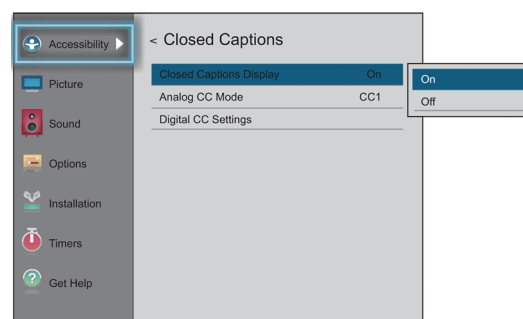 Accessibility
Picture
Sound
Options
Installation
Timers
Get Help
< Closed Captions
Closed Captions Display On
Analog CC Mode CC1
Digital CC Settings
On
Off